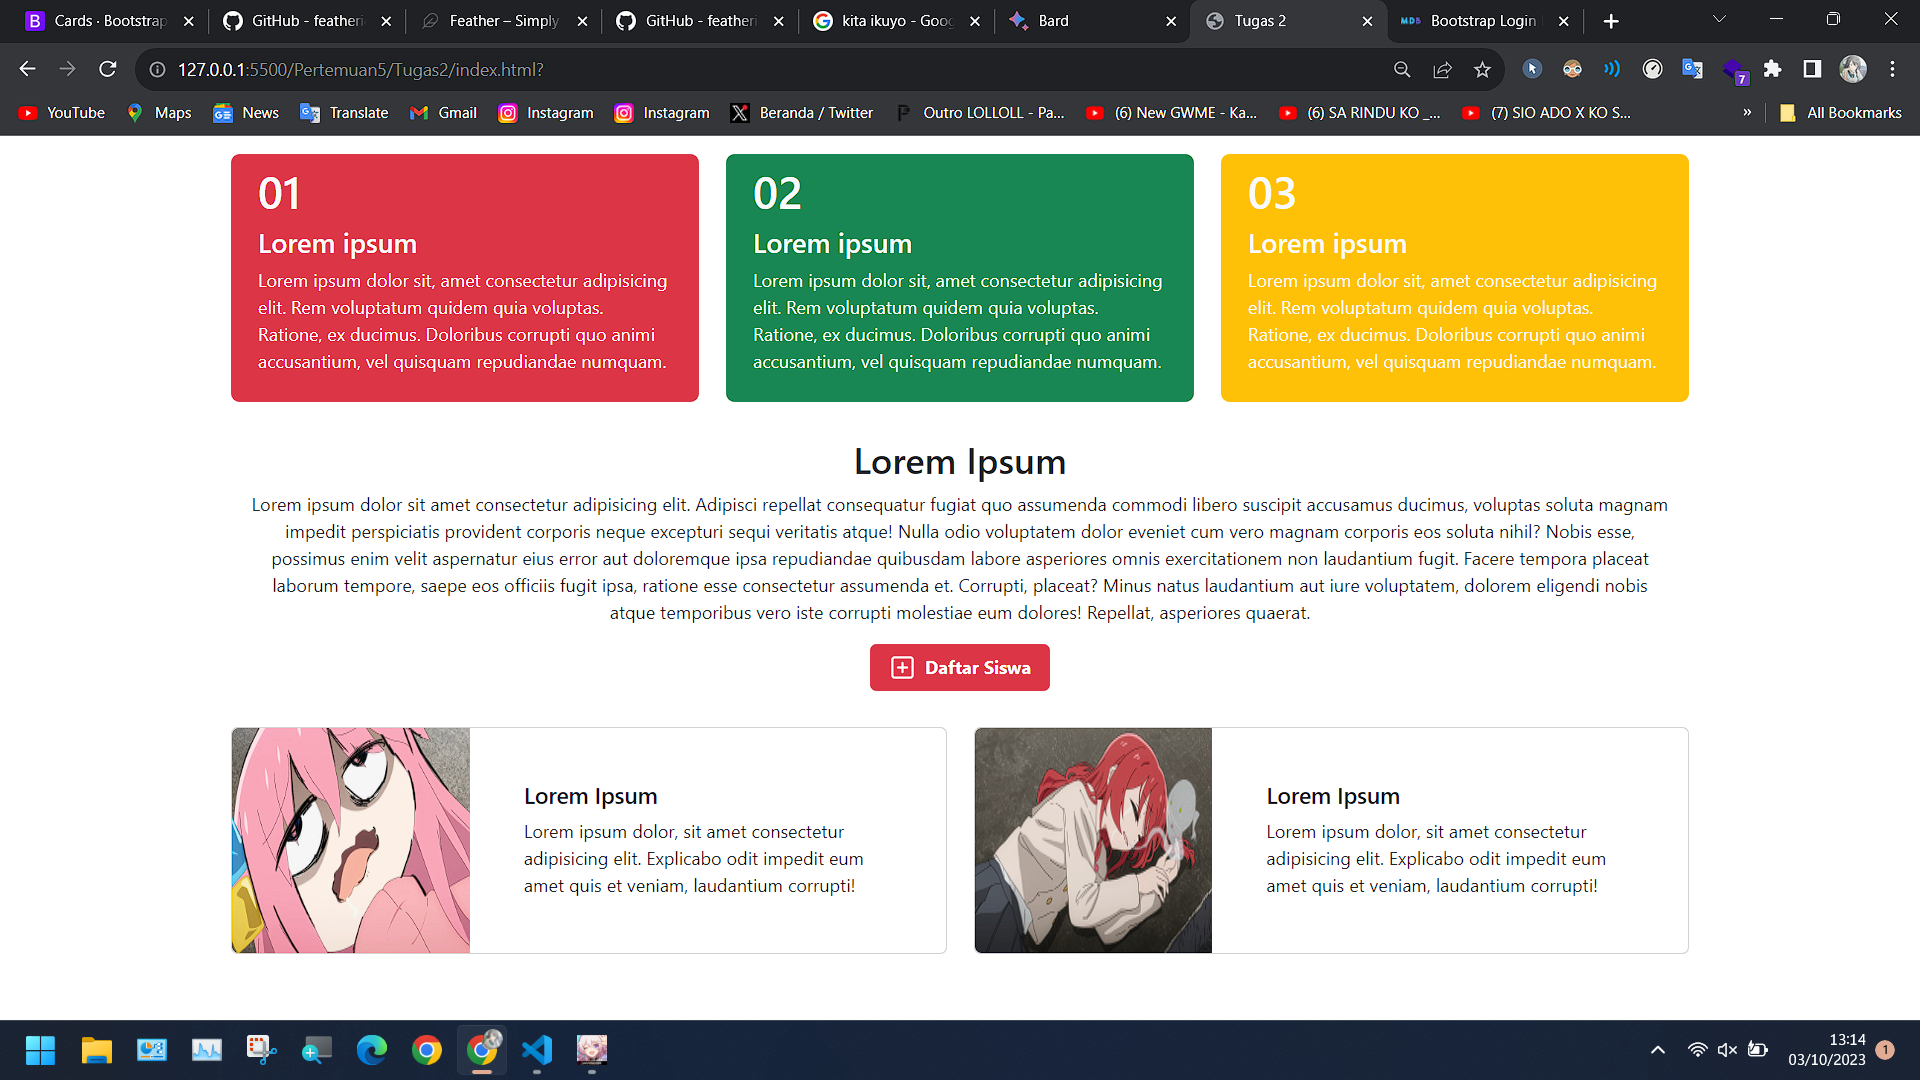 Cards · Bootstrap
GitHub - featheri
Feather – Simply
GitHub - featheri
kita ikuyo - Goog
Bard
Tugas 2
Bootstrap Login
127.0.0.1:5500/Pertemuan5/Tugas2/index.html?
7
YouTube
Maps
News
Translate
Gmail
Instagram
Instagram
Beranda / Twitter
Outro LOLLOLL - Pa...
(6) New GWME - Ka...
(6) SA RINDU KO _...
(7) SIO ADO X KO S...
»
All Bookmarks
01
Lorem ipsum
Lorem ipsum dolor sit, amet consectetur adipisicing
elit. Rem voluptatum quidem quia voluptas.
Ratione, ex ducimus. Doloribus corrupti quo animi
accusantium, vel quisquam repudiandae numquam.
02
Lorem ipsum
Lorem ipsum dolor sit, amet consectetur adipisicing
elit. Rem voluptatum quidem quia voluptas.
Ratione, ex ducimus. Doloribus corrupti quo animi
accusantium, vel quisquam repudiandae numquam.
03
Lorem ipsum
Lorem ipsum dolor sit, amet consectetur adipisicing
elit. Rem voluptatum quidem quia voluptas.
Ratione, ex ducimus. Doloribus corrupti quo animi
accusantium, vel quisquam repudiandae numquam.
Lorem Ipsum
Lorem ipsum dolor sit amet consectetur adipisicing elit. Adipisci repellat consequatur fugiat quo assumenda commodi libero suscipit accusamus ducimus, voluptas soluta magnam
impedit perspiciatis provident corporis neque excepturi sequi veritatis atque! Nulla odio voluptatem dolor eveniet cum vero magnam corporis eos soluta nihil? Nobis esse,
possimus enim velit aspernatur eius error aut doloremque ipsa repudiandae quibusdam labore asperiores omnis exercitationem non laudantium fugit. Facere tempora placeat
laborum tempore, saepe eos officiis fugit ipsa, ratione esse consectetur assumenda et. Corrupti, placeat? Minus natus laudantium aut iure voluptatem, dolorem eligendi nobis
atque temporibus vero iste corrupti molestiae eum dolores! Repellat, asperiores quaerat.
Daftar Siswa
Lorem Ipsum
Lorem ipsum dolor, sit amet consectetur
adipisicing elit. Explicabo odit impedit eum
amet quis et veniam, laudantium corrupti!
Lorem Ipsum
Lorem ipsum dolor, sit amet consectetur
adipisicing elit. Explicabo odit impedit eum
amet quis et veniam, laudantium corrupti!
13:14
03/10/2023
1